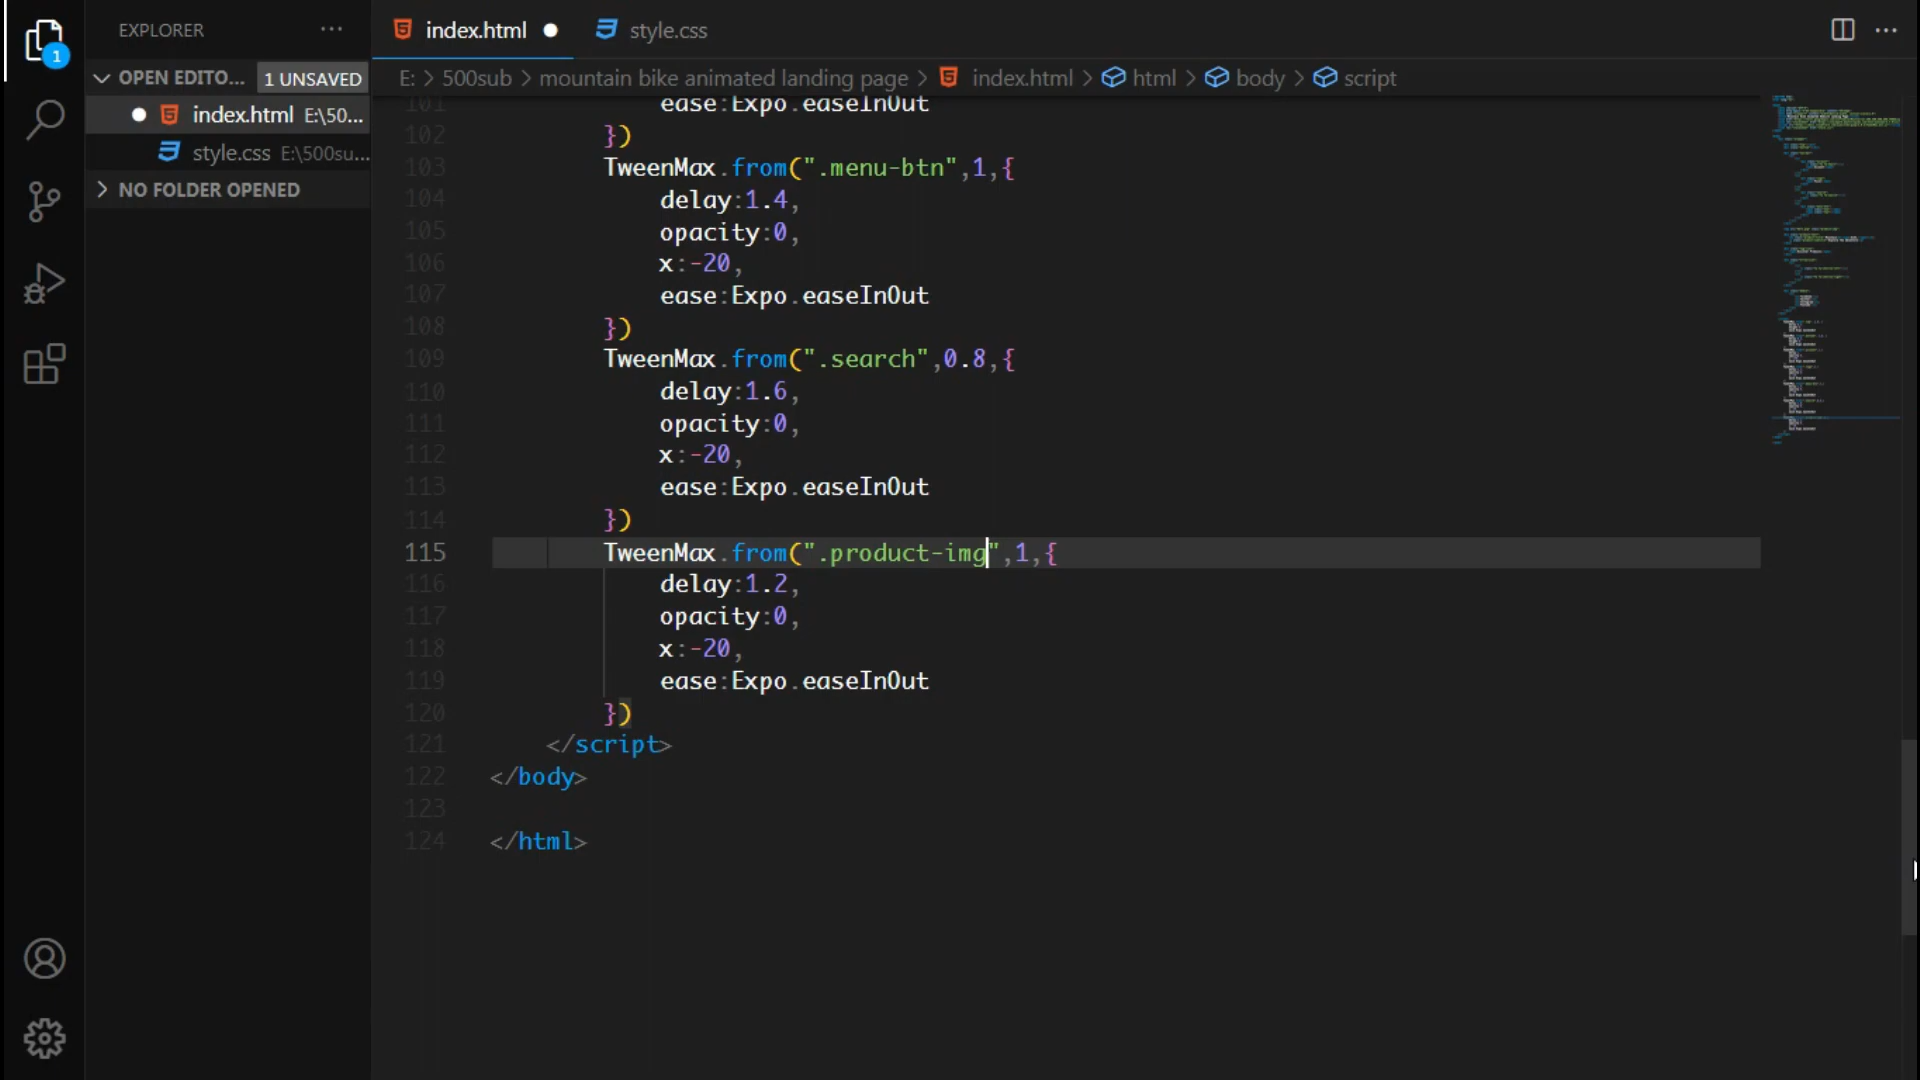 EXPLORER
index.html
style.css
1
OPEN EDITO...
1 UNSAVED
E: > 500sub > mountain bike animated landing page > index.html > html > body > script
index.html E:\50...
style.css E:\500su...
NO FOLDER OPENED
101 ease:Expo.easeInOut
102 })
103 TweenMax.from(".menu-btn",1,{
104 delay:1.4,
105 opacity:0,
106 x:-20,
107 ease:Expo.easeInOut
108 })
109 TweenMax.from(".search",0.8,{
110 delay:1.6,
111 opacity:0,
112 x:-20,
113 ease:Expo.easeInOut
114 })
115 TweenMax.from(".product-img",1,{
116 delay:1.2,
117 opacity:0,
118 x:-20,
119 ease:Expo.easeInOut
120 })
121 </script>
122 </body>
123
124 </html>